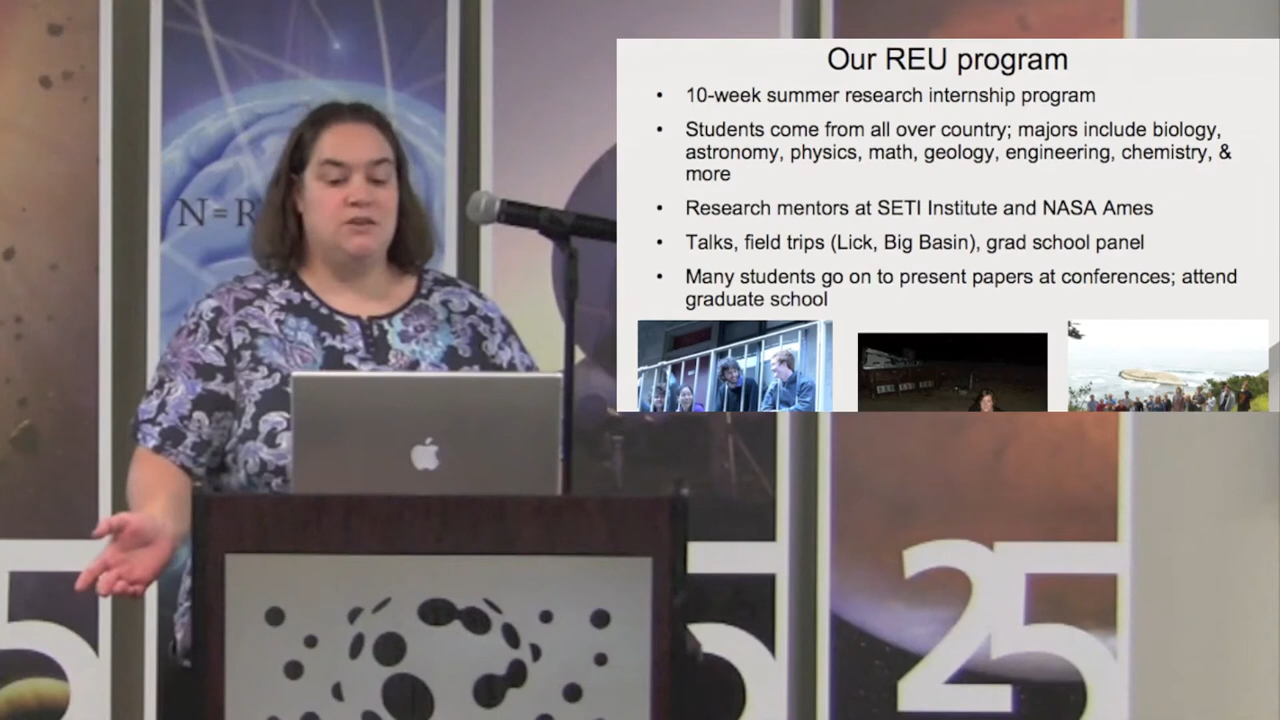 Our REU program
• 10-week summer research internship program
• Students come from all over country; majors include biology,
astronomy, physics, math, geology, engineering, chemistry, &
more
• Research mentors at SETI Institute and NASA Ames
• Talks, field trips (Lick, Big Basin), grad school panel
• Many students go on to present papers at conferences; attend
graduate school
N=R
5
5
25